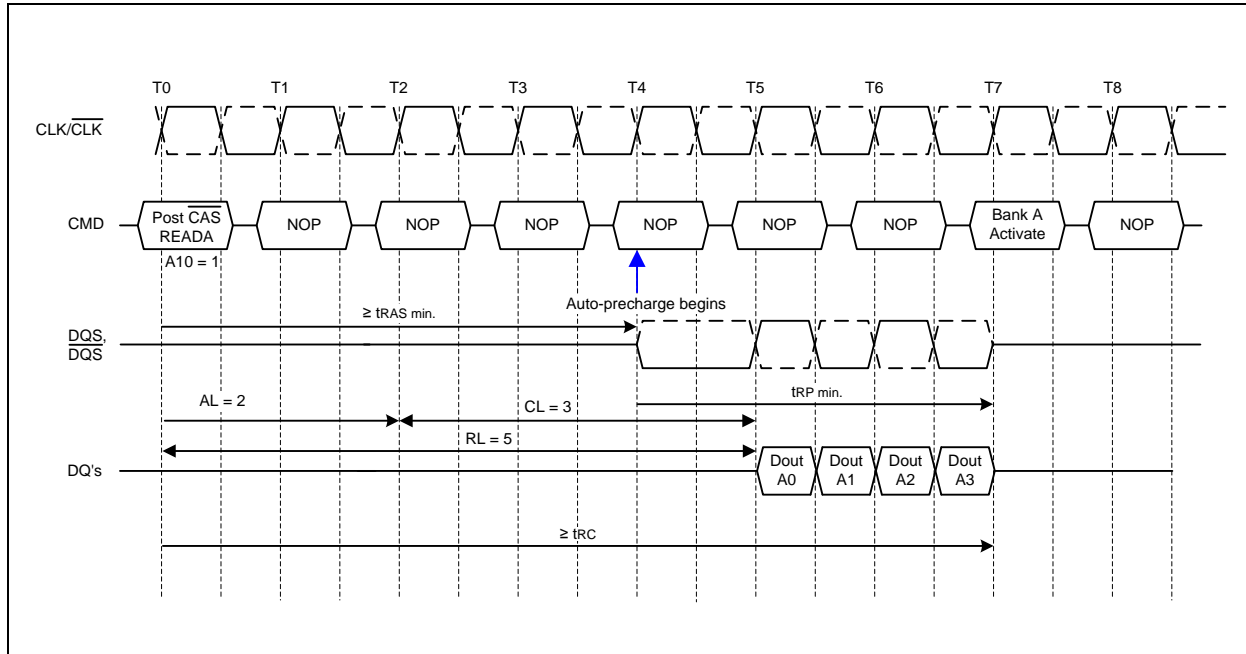 T0 T1 T2 T3 T4 T5 T6 T7 T8
CLK/CLK
CMD
Post CAS
READA
NOP NOP NOP NOP NOP NOP
Bank A
Activate
NOP
A10 = 1
Auto-precharge begins
≥ tRAS min.
DQS,
DQS
tRP min.
AL = 2
CL = 3
RL = 5
DQ's
Dout
A0
Dout
A1
Dout
A2
Dout
A3
≥ tRC